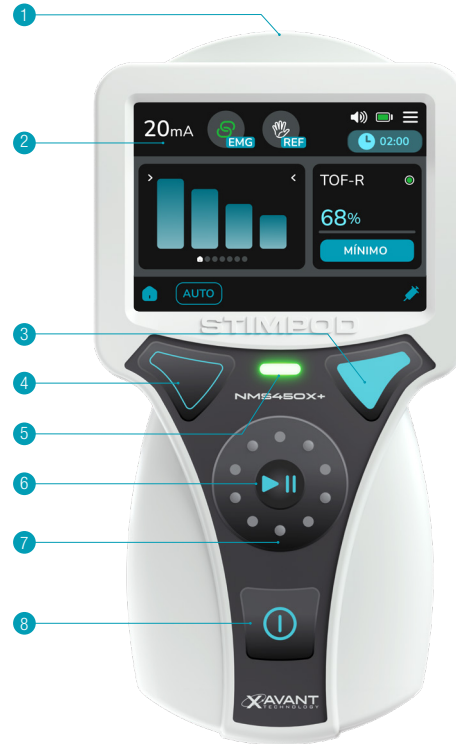 1
20mA
EMG
REF
02:00
2
TOF-R
68%
MÍNIMO
AUTO
STIMPOD
3
4
5
NMS450X+
6
7
8
XAVANT
TECHNOLOGY